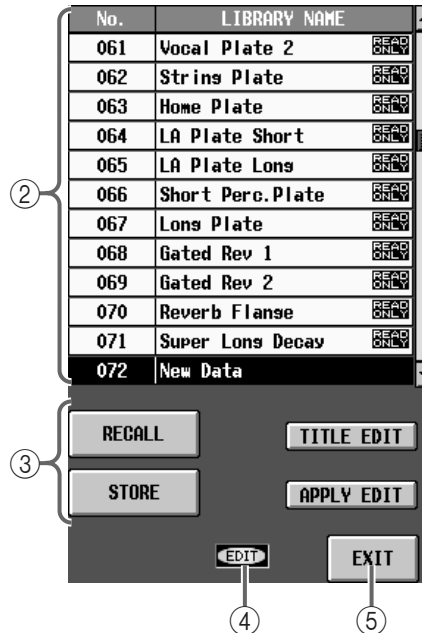 No. LIBRARY NAME
061 Vocal Plate 2 READ ONLY
062 String Plate READ ONLY
063 Home Plate READ ONLY
064 LA Plate Short READ ONLY
065 LA Plate Long READ ONLY
066 Short Perc.Plate READ ONLY
067 Long Plate READ ONLY
068 Gated Rev 1 READ ONLY
069 Gated Rev 2 READ ONLY
070 Reverb Flange READ ONLY
071 Super Long Decay READ ONLY
072 New Data
②
RECALL TITLE EDIT
③
STORE APPLY EDIT
EDIT EXIT
④ ⑤